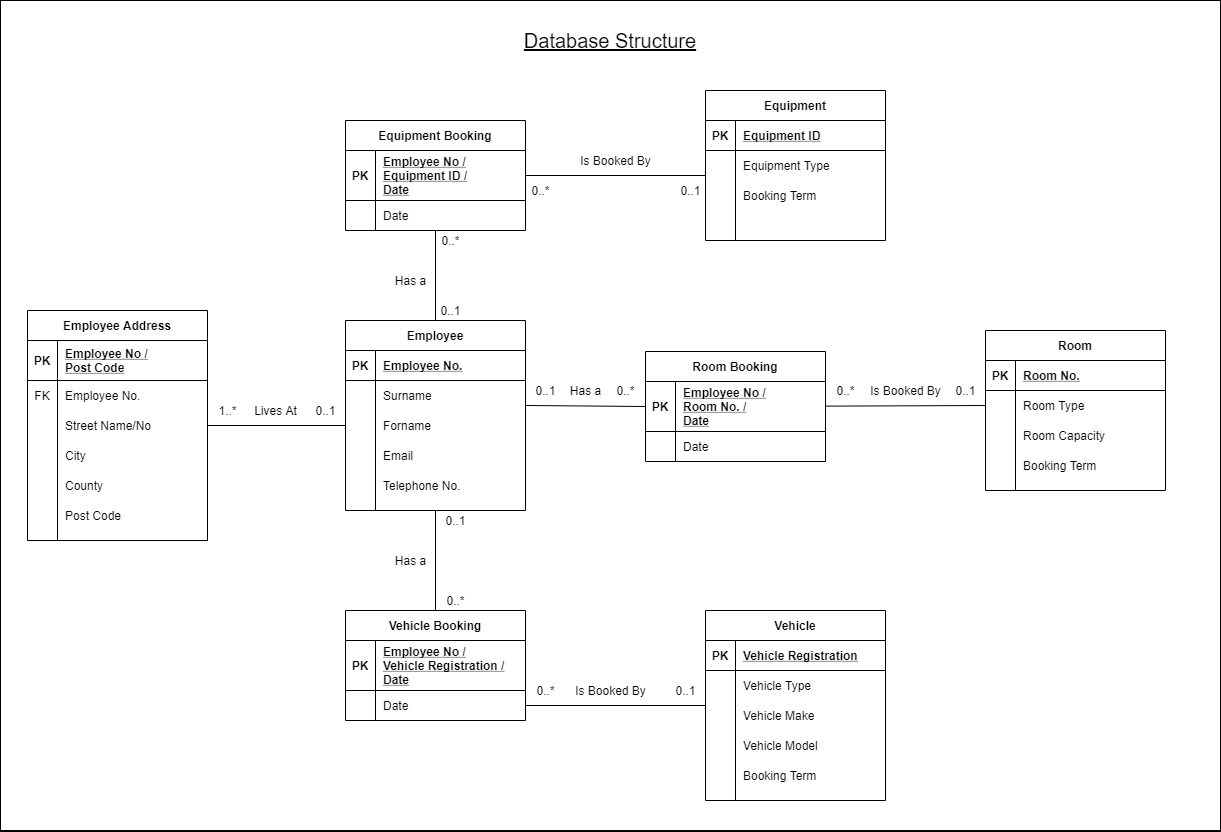 Database Structure
Equipment
PK Equipment ID
Equipment Type
Booking Term
Equipment Booking
PK
Employee No /
Equipment ID /
Date
Date
Is Booked By
0..*
0..1
0..*
Has a
0..1
Employee Address
PK
Employee No /
Post Code
FK Employee No.
Street Name/No
City
County
Post Code
1..* Lives At 0..1
Employee
PK Employee No.
Surname
Forname
Email
Telephone No.
0..1 Has a 0..*
Room Booking
PK
Employee No /
Room No. /
Date
Date
0..* Is Booked By 0..1
Room
PK Room No.
Room Type
Room Capacity
Booking Term
0..1
Has a
0..*
Vehicle Booking
PK
Employee No /
Vehicle Registration /
Date
Date
0..* Is Booked By 0..1
Vehicle
PK Vehicle Registration
Vehicle Type
Vehicle Make
Vehicle Model
Booking Term